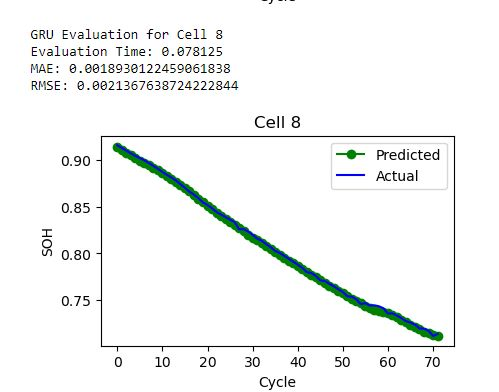 Cycle
GRU Evaluation for Cell 8
Evaluation Time: 0.078125
MAE: 0.0018930122459061838
RMSE: 0.0021367638724222844
Cell 8
Predicted
Actual
0.90
0.85
0.80
0.75
SOH
0 10 20 30 40 50 60 70
Cycle